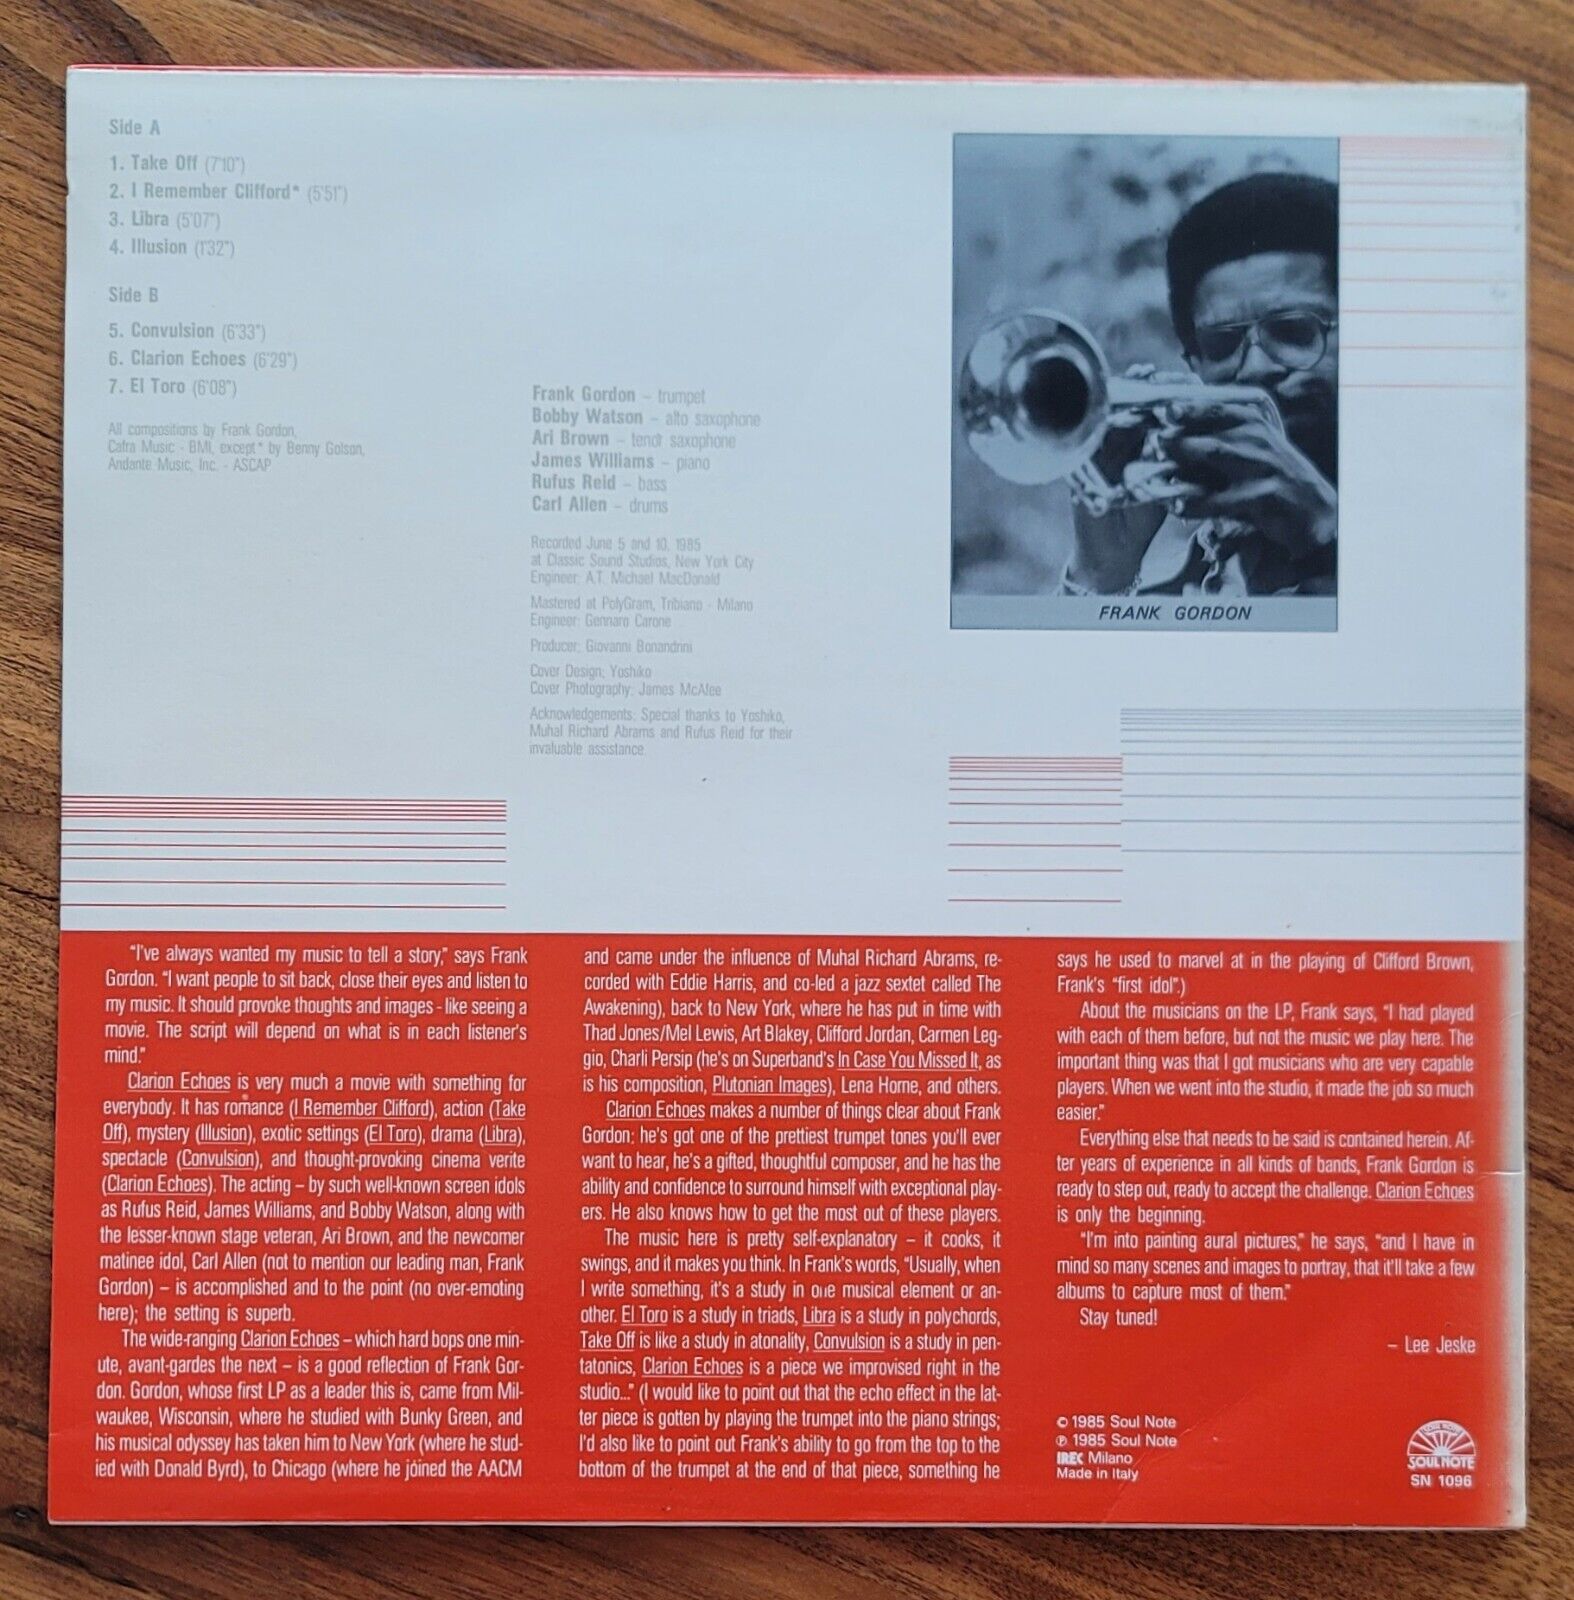 Side A
1. Take Off (7'10")
2. I Remember Clifford* (5'51")
3. Libra (5'07")
4. Illusion (1'32")
Side B
5. Convulsion (6'33")
6. Clarion Echoes (6'29")
7. El Toro (6'08")
All compositions by Frank Gordon,
Cafra Music - BMI, except* by Benny Golson,
Andante Music, Inc. - ASCAP
Frank Gordon – trumpet
Bobby Watson – alto saxophone
Ari Brown – tenor saxophone
James Williams – piano
Rufus Reid – bass
Carl Allen – drums
Recorded June 5 and 10, 1985
at Classic Sound Studios, New York City
Engineer: A.T. Michael MacDonald
Mastered at PolyGram, Tribiano - Milano
Engineer: Gennaro Carone
Producer: Giovanni Bonandrini
Cover Design: Yoshiko
Cover Photography: James McAfee
Acknowledgements: Special thanks to Yoshiko,
Muhal Richard Abrams and Rufus Reid for their
invaluable assistance.
FRANK GORDON
"I've always wanted my music to tell a story," says Frank
Gordon. "I want people to sit back, close their eyes and listen to
my music. It should provoke thoughts and images - like seeing a
movie. The script will depend on what is in each listener's
mind."
Clarion Echoes is very much a movie with something for
everybody. It has romance (I Remember Clifford), action (Take
Off), mystery (Illusion), exotic settings (El Toro), drama (Libra),
spectacle (Convulsion), and thought-provoking cinema verite
(Clarion Echoes). The acting – by such well-known screen idols
as Rufus Reid, James Williams, and Bobby Watson, along with
the lesser-known stage veteran, Ari Brown, and the newcomer
matinee idol, Carl Allen (not to mention our leading man, Frank
Gordon) – is accomplished and to the point (no over-emoting
here); the setting is superb.
The wide-ranging Clarion Echoes – which hard bops one min-
ute, avant-gardes the next – is a good reflection of Frank Gor-
don. Gordon, whose first LP as a leader this is, came from Mil-
waukee, Wisconsin, where he studied with Bunky Green, and
his musical odyssey has taken him to New York (where he stud-
ied with Donald Byrd), to Chicago (where he joined the AACM
and came under the influence of Muhal Richard Abrams, re-
corded with Eddie Harris, and co-led a jazz sextet called The
Awakening), back to New York, where he has put in time with
Thad Jones/Mel Lewis, Art Blakey, Clifford Jordan, Carmen Leg-
gio, Charli Persip (he's on Superband's In Case You Missed It, as
is his composition, Plutonian Images), Lena Horne, and others.
Clarion Echoes makes a number of things clear about Frank
Gordon: he's got one of the prettiest trumpet tones you'll ever
want to hear, he's a gifted, thoughtful composer, and he has the
ability and confidence to surround himself with exceptional play-
ers. He also knows how to get the most out of these players.
The music here is pretty self-explanatory – it cooks, it
swings, and it makes you think. In Frank's words, "Usually, when
I write something, it's a study in one musical element or an-
other. El Toro is a study in triads, Libra is a study in polychords,
Take Off is like a study in atonality, Convulsion is a study in pen-
tatonics, Clarion Echoes is a piece we improvised right in the
studio..." (I would like to point out that the echo effect in the lat-
ter piece is gotten by playing the trumpet into the piano strings;
I'd also like to point out Frank's ability to go from the top to the
bottom of the trumpet at the end of that piece, something he
says he used to marvel at in the playing of Clifford Brown,
Frank's "first idol".)
About the musicians on the LP, Frank says, "I had played
with each of them before, but not the music we play here. The
important thing was that I got musicians who are very capable
players. When we went into the studio, it made the job so much
easier."
Everything else that needs to be said is contained herein. Af-
ter years of experience in all kinds of bands, Frank Gordon is
ready to step out, ready to accept the challenge. Clarion Echoes
is only the beginning.
"I'm into painting aural pictures," he says, "and I have in
mind so many scenes and images to portray, that it'll take a few
albums to capture most of them."
Stay tuned!
– Lee Jeske
© 1985 Soul Note
℗ 1985 Soul Note
IREC Milano
Made in Italy
SOUL NOTE
SOUL NOTE
SN 1096